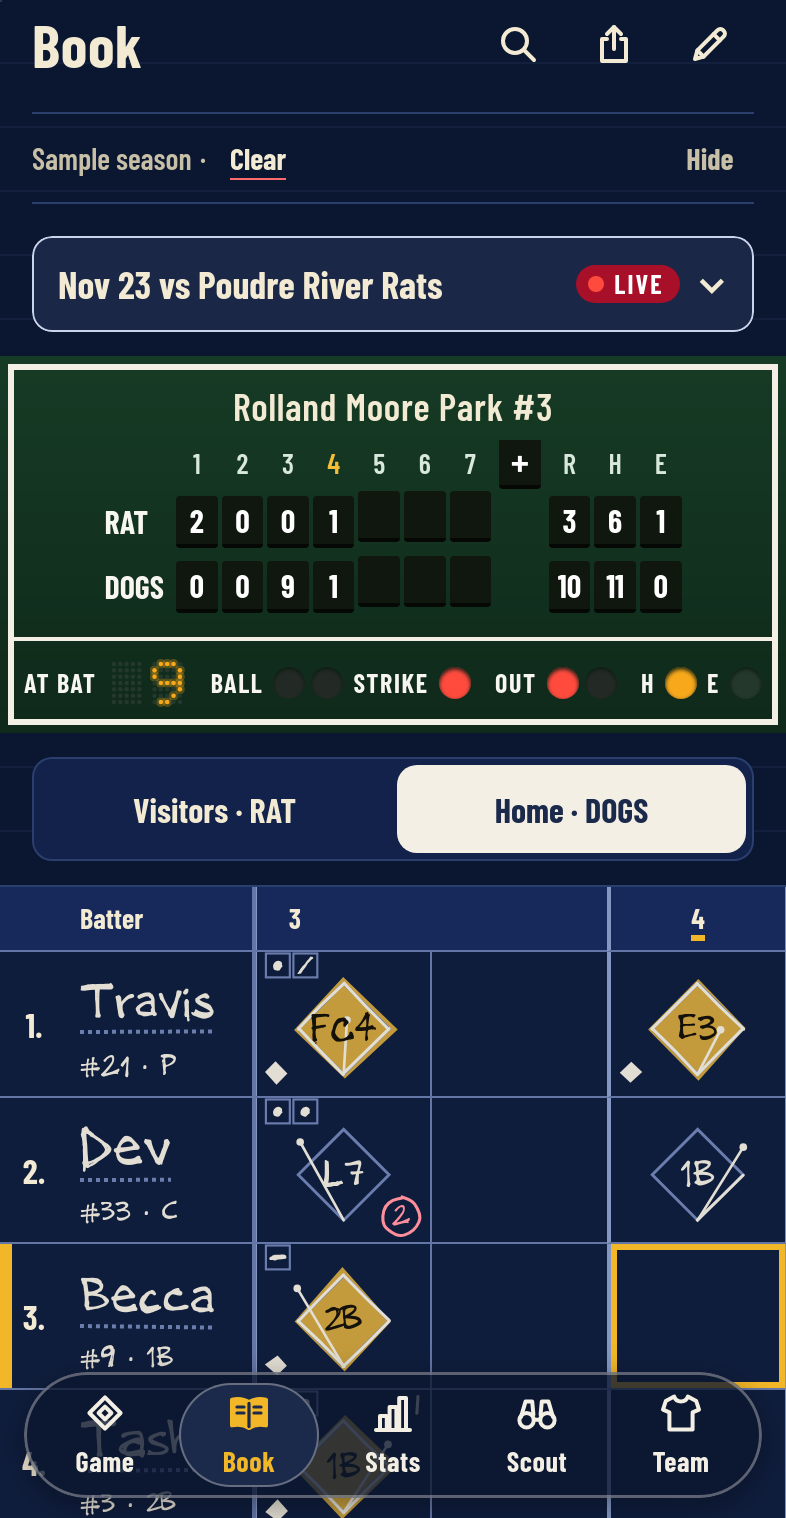 Book
Sample season · Clear Hide
Nov 23 vs Poudre River Rats LIVE
Rolland Moore Park #3
1 2 3 4 5 6 7 + R H E
RAT 2 0 0 1 3 6 1
DOGS 0 0 9 1 10 11 0
AT BAT 9 BALL STRIKE OUT H E
Visitors · RAT Home · DOGS
Batter 3 4
1. Travis FC4 E3
#21 · P
2. Dev L7 1B
2
#33 · C
3. Becca 2B
#9 · 1B
4. Tash 1B
Game Book Stats Scout Team
#3 · 2B